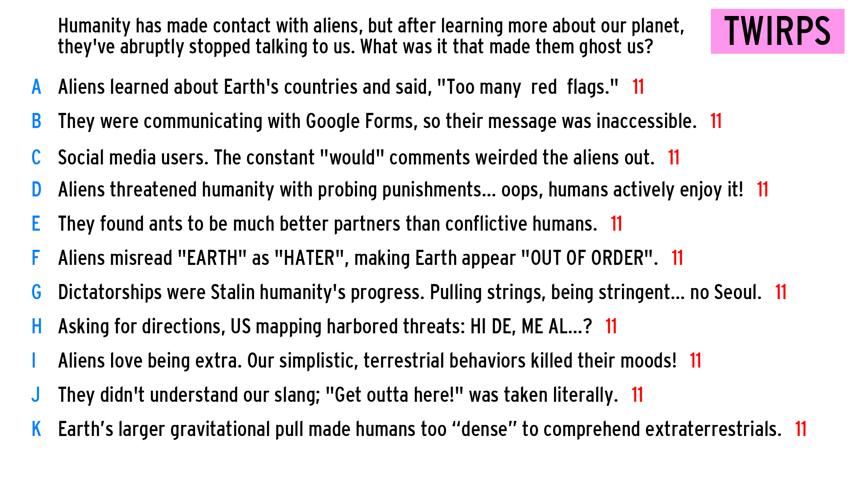 Humanity has made contact with aliens, but after learning more about our planet,
they've abruptly stopped talking to us. What was it that made them ghost us?
TWIRPS
A Aliens learned about Earth's countries and said, "Too many red flags." 11
B They were communicating with Google Forms, so their message was inaccessible. 11
C Social media users. The constant "would" comments weirded the aliens out. 11
D Aliens threatened humanity with probing punishments... oops, humans actively enjoy it! 11
E They found ants to be much better partners than conflictive humans. 11
F Aliens misread "EARTH" as "HATER", making Earth appear "OUT OF ORDER". 11
G Dictatorships were Stalin humanity's progress. Pulling strings, being stringent... no Seoul. 11
H Asking for directions, US mapping harbored threats: HI DE, ME AL...? 11
I Aliens love being extra. Our simplistic, terrestrial behaviors killed their moods! 11
J They didn't understand our slang; "Get outta here!" was taken literally. 11
K Earth’s larger gravitational pull made humans too “dense” to comprehend extraterrestrials. 11